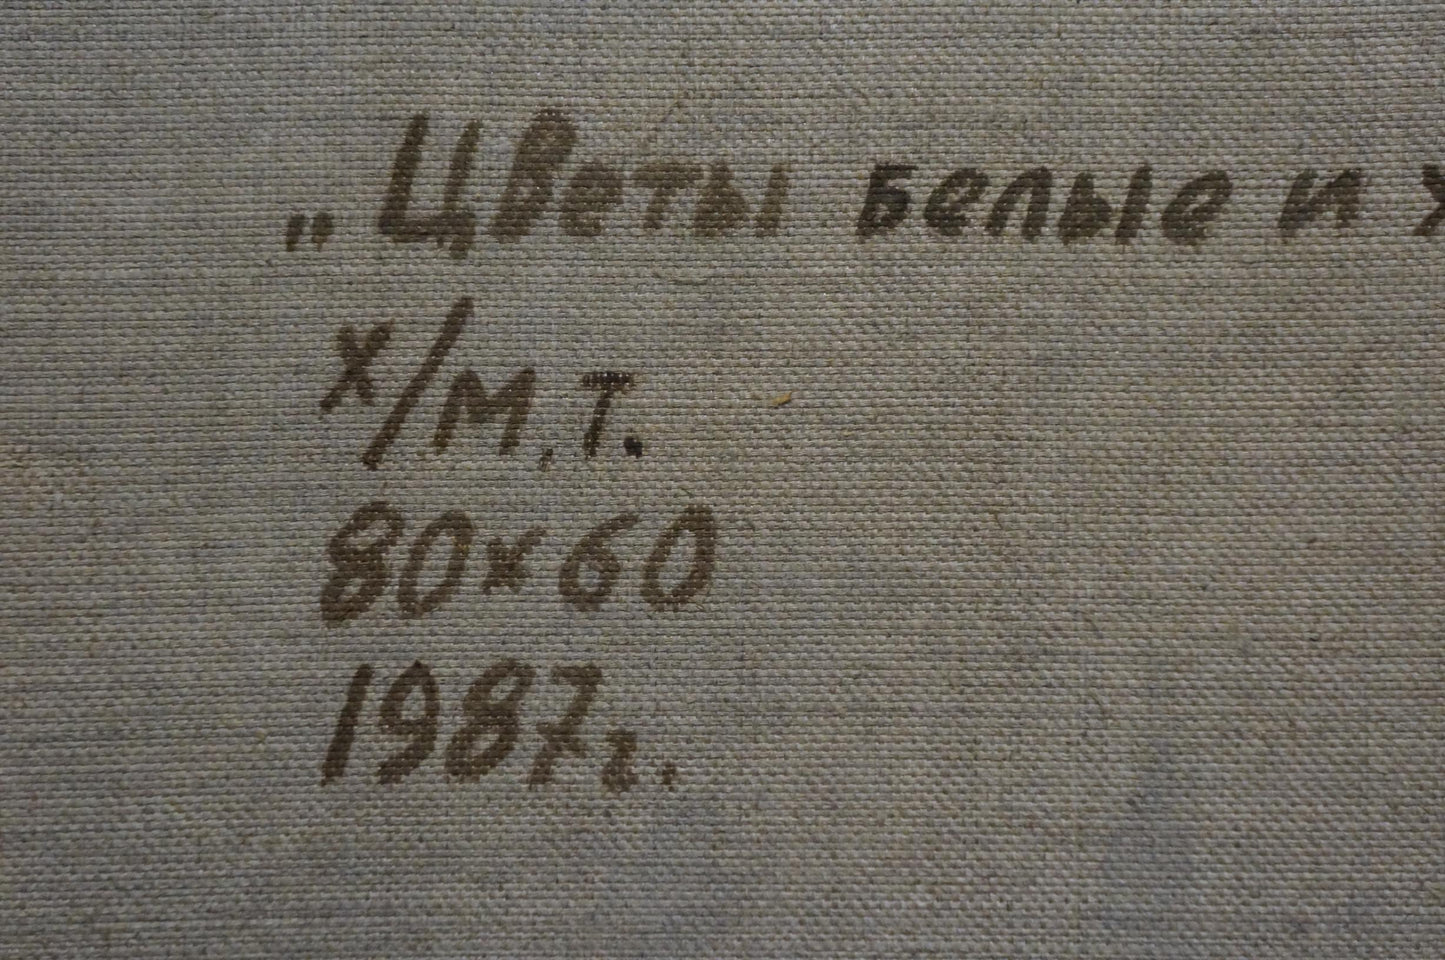 „Цветы белые и
х/м,т.
80×60
1987г.